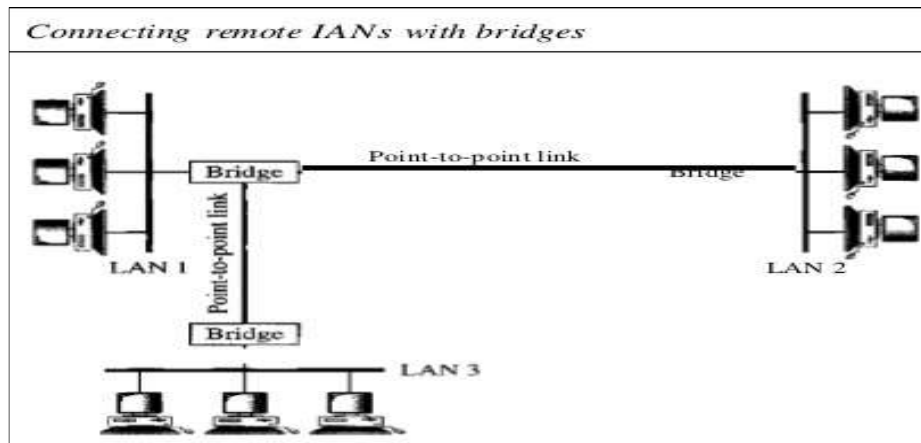 Connecting remote IANs with bridges
Point-to-point link
Bridge
Bridge
LAN 1
LAN 2
Point-to-point link
Bridge
LAN 3